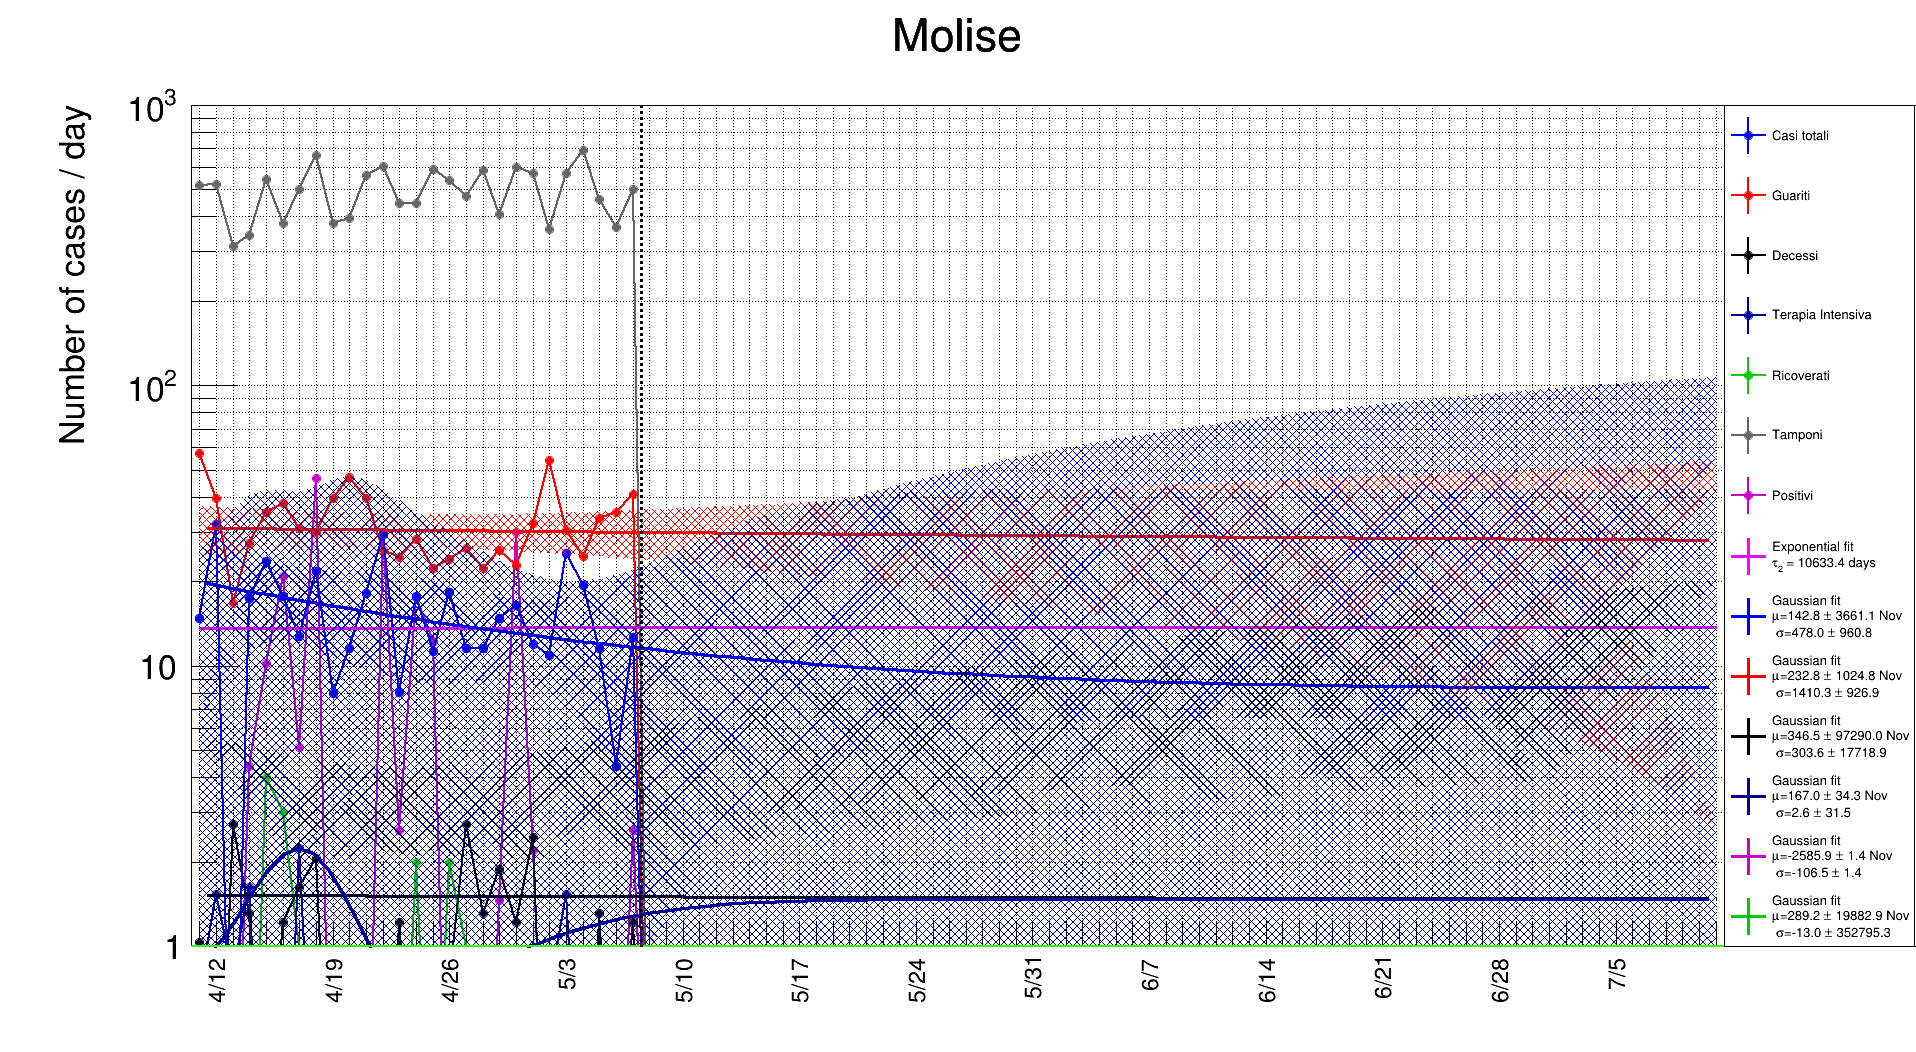 Molise
Number of cases / day
10³
10²
10
1
4/12
4/19
4/26
5/3
5/10
5/17
5/24
5/31
6/7
6/14
6/21
6/28
7/5
Casi totali
Guariti
Decessi
Terapia Intensiva
Ricoverati
Tamponi
Positivi
Exponential fit
τ₂ = 10633.4 days
Gaussian fit
μ=142.8 ± 3661.1 Nov
σ=478.0 ± 960.8
Gaussian fit
μ=232.8 ± 1024.8 Nov
σ=1410.3 ± 926.9
Gaussian fit
μ=346.5 ± 97290.0 Nov
σ=303.6 ± 17718.9
Gaussian fit
μ=167.0 ± 34.3 Nov
σ=2.6 ± 31.5
Gaussian fit
μ=-2585.9 ± 1.4 Nov
σ=-106.5 ± 1.4
Gaussian fit
μ=289.2 ± 19882.9 Nov
σ=-13.0 ± 352795.3